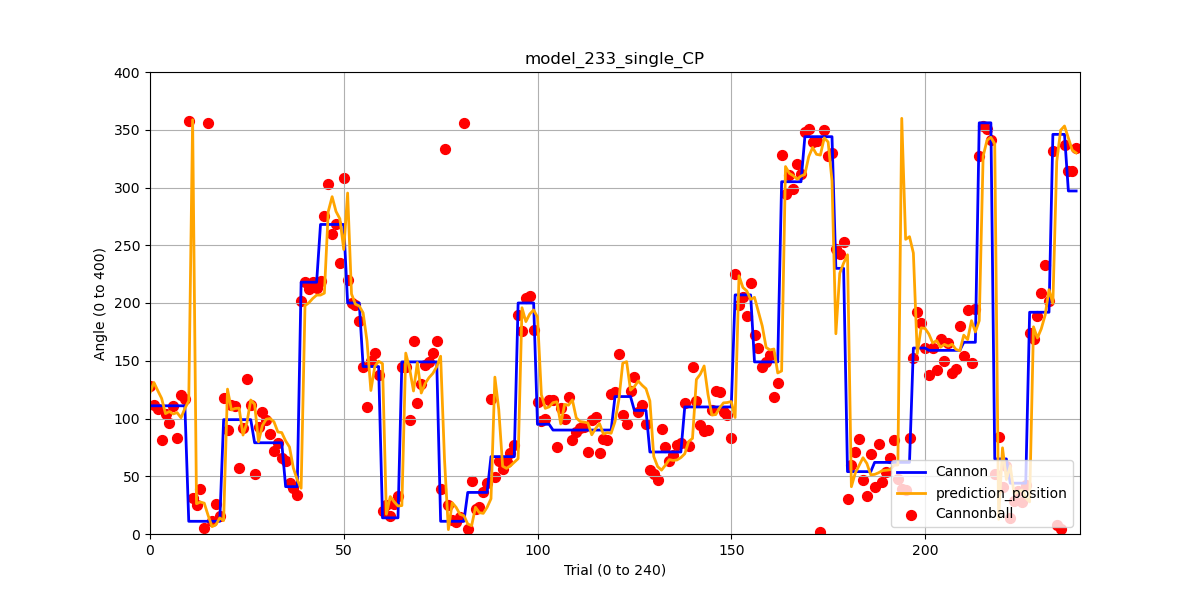 model_233_single_CP
400
350
300
250
200
150
100
50
0
Angle (0 to 400)
0
50
100
150
200
Trial (0 to 240)
Cannon
prediction_position
Cannonball